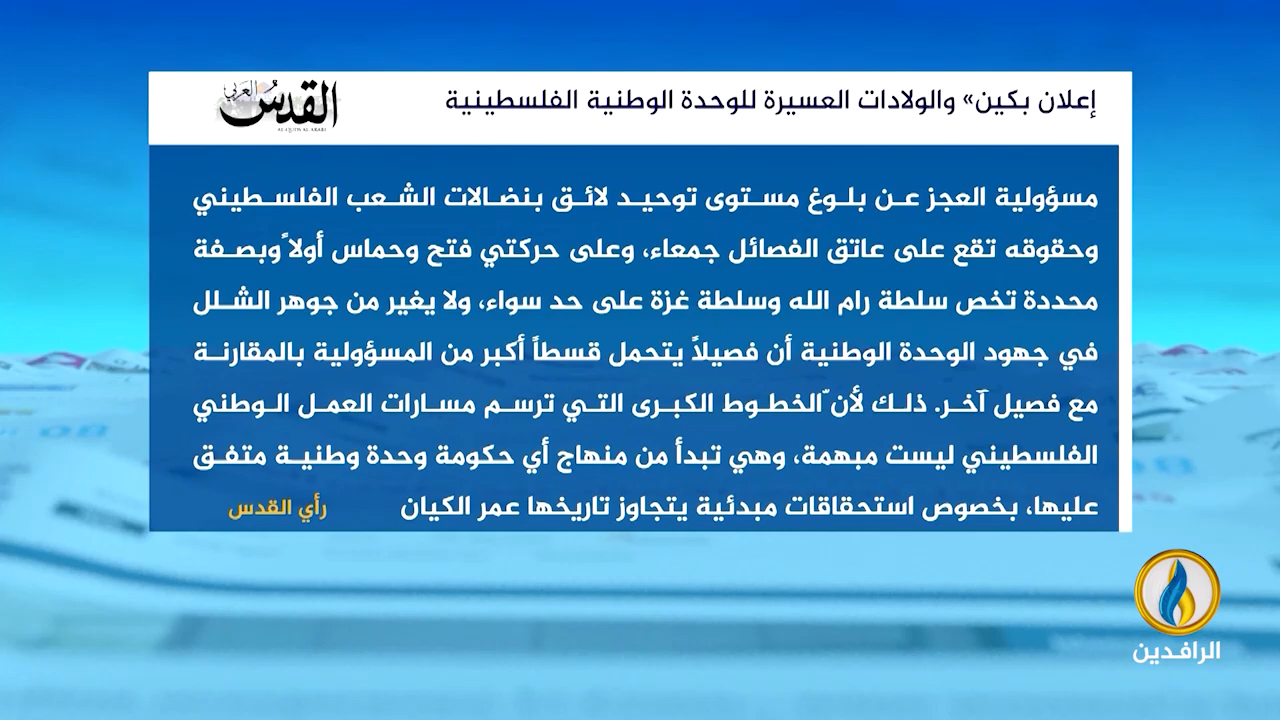 إعلان بكين» والولادات العسيرة للوحدة الوطنية الفلسطينية
القدس العربي
AL-QUDS AL-ARABI
مسؤولية العجز عن بلوغ مستوى توحيد لائق بنضالات الشعب الفلسطيني
وحقوقه تقع على عاتق الفصائل جمعاء، وعلى حركتي فتح وحماس أولاً وبصفة
محددة تخص سلطة رام الله وسلطة غزة على حد سواء، ولا يغير من جوهر الشلل
في جهود الوحدة الوطنية أن فصيلاً يتحمل قسطاً أكبر من المسؤولية بالمقارنة
مع فصيل آخر. ذلك لأنّ الخطوط الكبرى التي ترسم مسارات العمل الوطني
الفلسطيني ليست مبهمة، وهي تبدأ من منهاج أي حكومة وحدة وطنية متفق
عليها، بخصوص استحقاقات مبدئية يتجاوز تاريخها عمر الكيان
رأي القدس
الرافدين